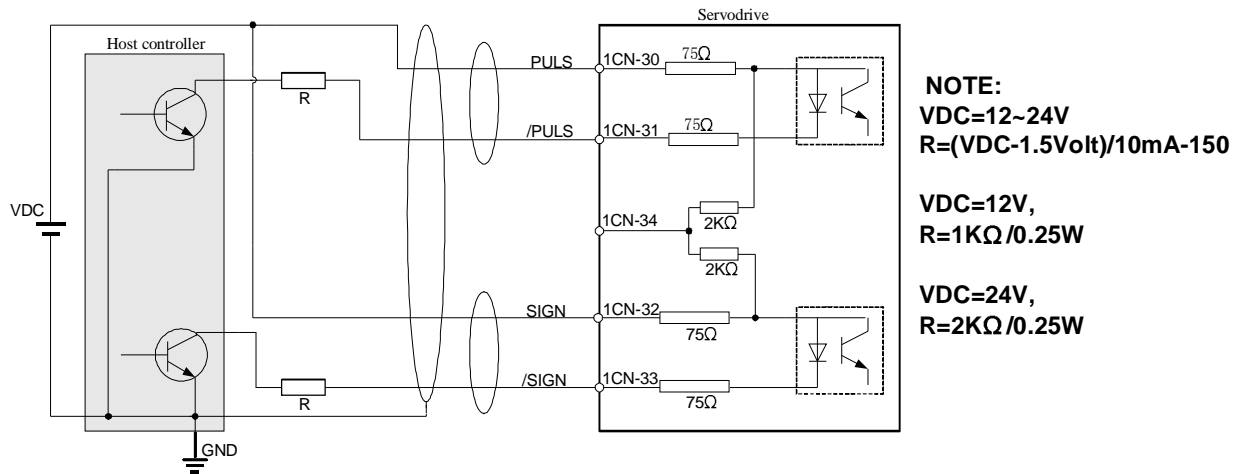 Servodrive
Host controller
PULS
1CN-30
75Ω
R
/PULS
1CN-31
75Ω
VDC
1CN-34
2KΩ
2KΩ
SIGN
1CN-32
75Ω
/SIGN
1CN-33
75Ω
R
GND
NOTE:
VDC=12~24V
R=(VDC-1.5Volt)/10mA-150
VDC=12V,
R=1KΩ/0.25W
VDC=24V,
R=2KΩ/0.25W